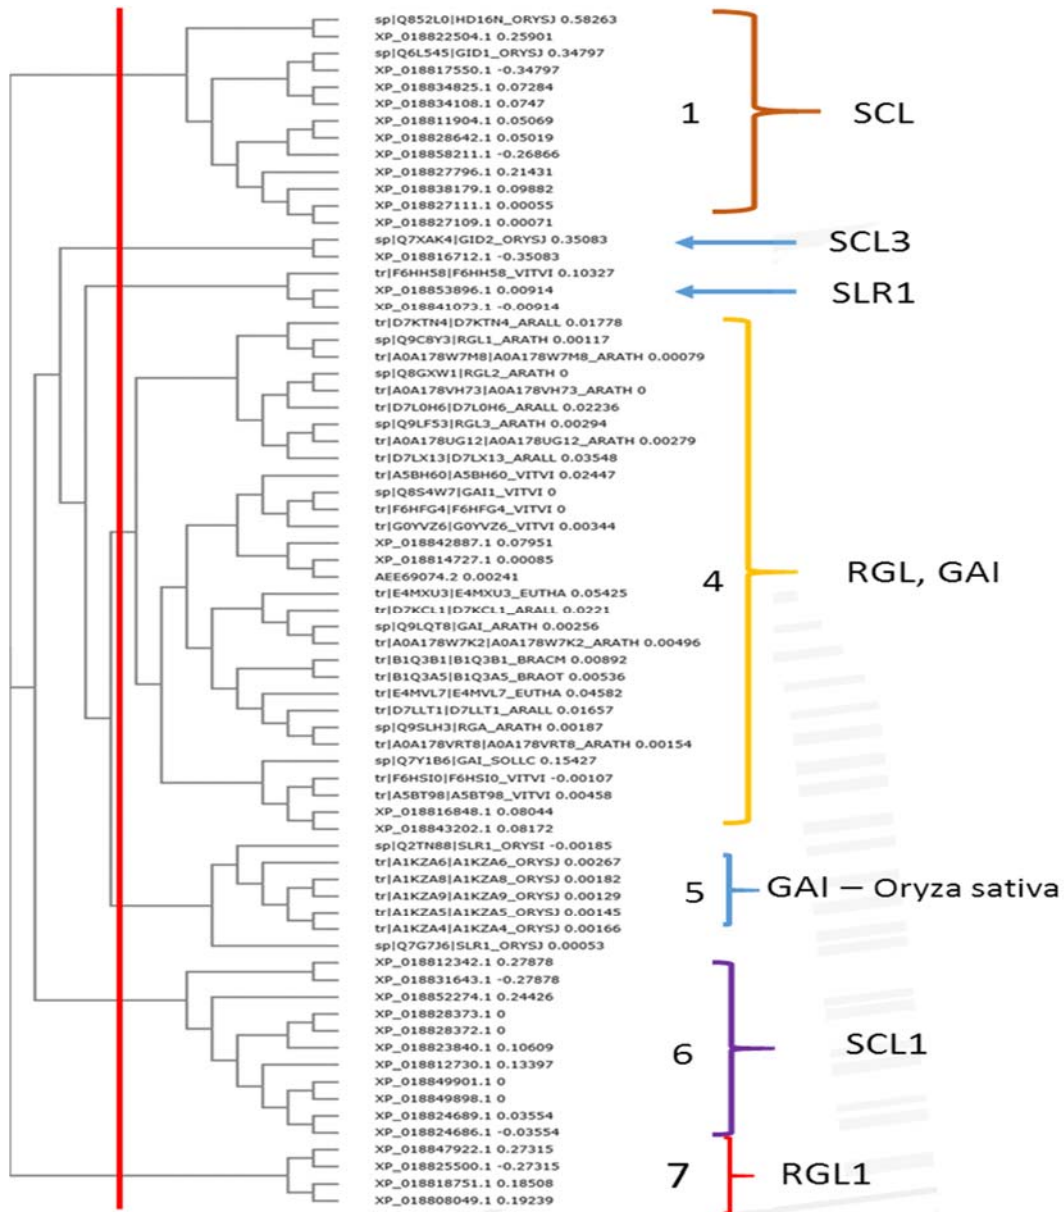 sp|Q852L0|HD16N_ORYSJ 0.58263
XP_018822504.1 0.25901
sp|Q6L545|GID1_ORYSJ 0.34797
XP_018817550.1 -0.34797
XP_018834825.1 0.07284
XP_018834108.1 0.0747
XP_018811904.1 0.05069
XP_018828642.1 0.05019
XP_018858211.1 -0.26866
XP_018827796.1 0.21431
XP_018838179.1 0.09882
XP_018827111.1 0.00055
XP_018827109.1 0.00071
1
SCL
sp|Q7XAK4|GID2_ORYSJ 0.35083
XP_018816712.1 -0.35083
SCL3
tr|F6HH58|F6HH58_VITVI 0.10327
XP_018853896.1 0.00914
XP_018841073.1 -0.00914
SLR1
tr|D7KTN4|D7KTN4_ARALL 0.01778
sp|Q9C8Y3|RGL1_ARATH 0.00117
tr|A0A178W7M8|A0A178W7M8_ARATH 0.00079
sp|Q8GXW1|RGL2_ARATH 0
tr|A0A178VH73|A0A178VH73_ARATH 0
tr|D7L0H6|D7L0H6_ARALL 0.02236
sp|Q9LF53|RGL3_ARATH 0.00294
tr|A0A178UG12|A0A178UG12_ARATH 0.00279
tr|D7LX13|D7LX13_ARALL 0.03548
tr|A5BH60|A5BH60_VITVI 0.02447
sp|Q8S4W7|GAI1_VITVI 0
tr|F6HFG4|F6HFG4_VITVI 0
tr|G0YVZ6|G0YVZ6_VITVI 0.00344
XP_018842887.1 0.07951
XP_018814727.1 0.00085
AEE69074.2 0.00241
tr|E4MXU3|E4MXU3_EUTHA 0.05425
tr|D7KCL1|D7KCL1_ARALL 0.0221
sp|Q9LQT8|GAI_ARATH 0.00256
tr|A0A178W7K2|A0A178W7K2_ARATH 0.00496
tr|B1Q3B1|B1Q3B1_BRACM 0.00892
tr|B1Q3A5|B1Q3A5_BRAOT 0.00536
tr|E4MVL7|E4MVL7_EUTHA 0.04582
tr|D7LLT1|D7LLT1_ARALL 0.01657
sp|Q9SLH3|RGA_ARATH 0.00187
tr|A0A178VRT8|A0A178VRT8_ARATH 0.00154
sp|Q7Y1B6|GAI_SOLLC 0.15427
tr|F6HSI0|F6HSI0_VITVI -0.00107
tr|A5BT98|A5BT98_VITVI 0.00458
XP_018816848.1 0.08044
XP_018843202.1 0.08172
4
RGL, GAI
sp|Q2TN88|SLR1_ORYSI -0.00185
tr|A1KZA6|A1KZA6_ORYSJ 0.00267
tr|A1KZA8|A1KZA8_ORYSJ 0.00182
tr|A1KZA9|A1KZA9_ORYSJ 0.00129
tr|A1KZA5|A1KZA5_ORYSJ 0.00145
tr|A1KZA4|A1KZA4_ORYSJ 0.00166
sp|Q7G7J6|SLR1_ORYSJ 0.00053
5
GAI – Oryza sativa
XP_018812342.1 0.27878
XP_018831643.1 -0.27878
XP_018852274.1 0.24426
XP_018828373.1 0
XP_018828372.1 0
XP_018823840.1 0.10609
XP_018812730.1 0.13397
XP_018849901.1 0
XP_018849898.1 0
XP_018824689.1 0.03554
XP_018824686.1 -0.03554
6
SCL1
XP_018847922.1 0.27315
XP_018825500.1 -0.27315
XP_018818751.1 0.18508
XP_018808049.1 0.19239
7
RGL1